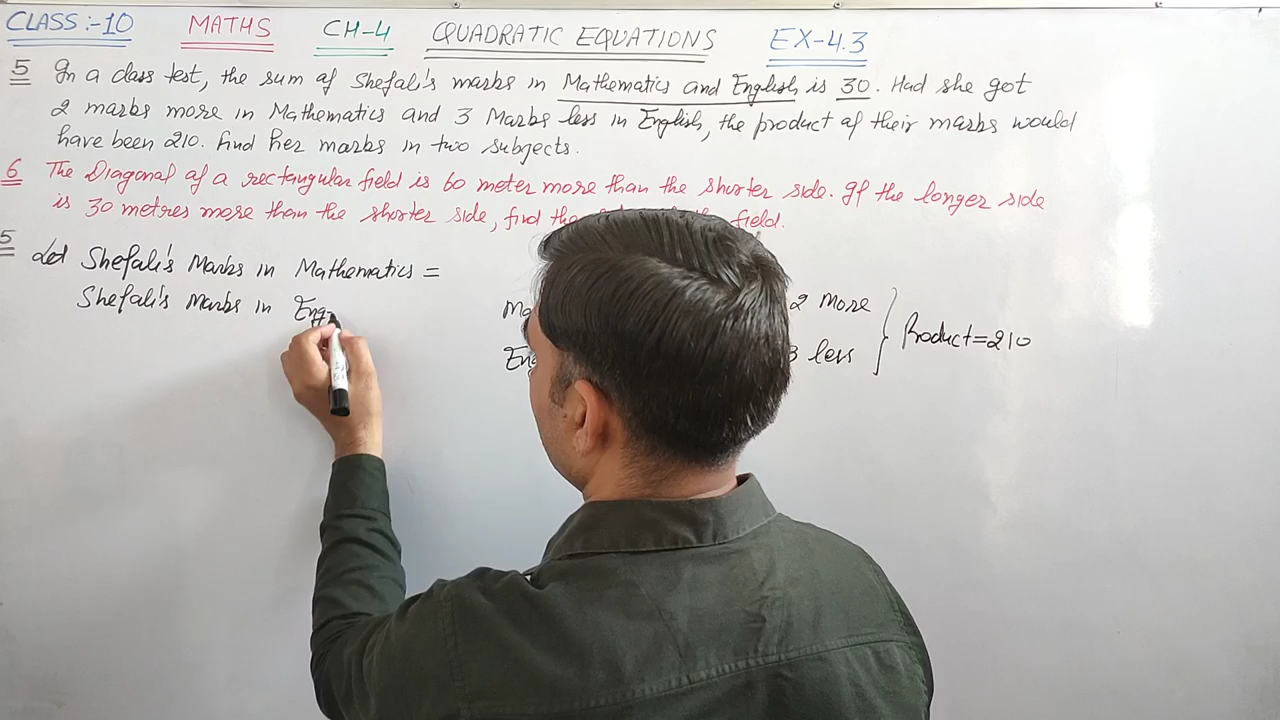 CLASS:-10 MATHS CH-4 QUADRATIC EQUATIONS EX-4.3
5 In a class test, the sum of Shefali's marks in Mathematics and English is 30. Had she got
2 marks more in Mathematics and 3 Marks less in English, the product of their marks would
have been 210. find her marks in two subjects.
6 The Diagonal of a rectangular field is 60 meter more than the shorter side. If the longer side
is 30 metres more than the shorter side, find the field.
5 Let Shefali's Marks in Mathematics =
Shefali's Marks in Eng
2 More
3 less
Product=210